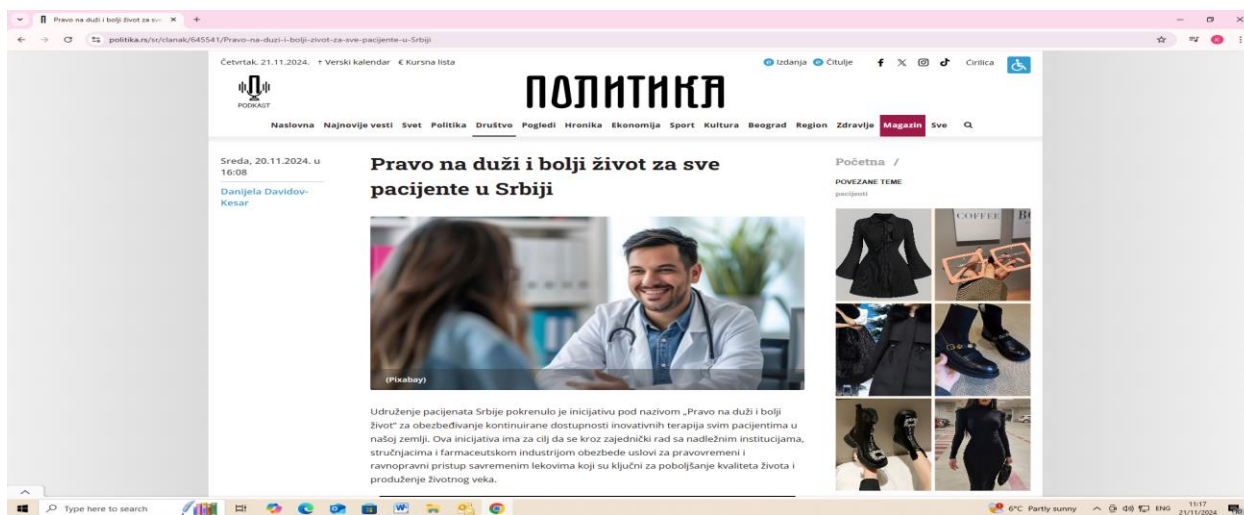 Pravo na duži i bolji život za sv
politika.rs/sr/clanak/645541/Pravo-na-duzi-i-bolji-zivot-za-sve-pacijente-u-Srbiji
Četvrtak, 21.11.2024. † Verski kalendar € Kursna lista
Izdanja Čitulje
Ćirilica
PODKAST
ПОЛИТИКА
Naslovna Najnovije vesti Svet Politika Društvo Pogledi Hronika Ekonomija Sport Kultura Beograd Region Zdravlje Magazin Sve
Sreda, 20.11.2024. u
16:08
Danijela Davidov-
Kesar
Pravo na duži i bolji život za sve
pacijente u Srbiji
(Pixabay)
Udruženje pacijenata Srbije pokrenulo je inicijativu pod nazivom „Pravo na duži i bolji
život“ za obezbeđivanje kontinuirane dostupnosti inovativnih terapija svim pacijentima u
našoj zemlji. Ova inicijativa ima za cilj da se kroz zajednički rad sa nadležnim institucijama,
stručnjacima i farmaceutskom industrijom obezbede uslovi za pravovremeni i
ravnopravni pristup savremenim lekovima koji su ključni za poboljšanje kvaliteta života i
produženje životnog veka.
Početna /
POVEZANE TEME
pacijenti
COFFEE
Type here to search
6°C Partly sunny
ENG
11:17
21/11/2024